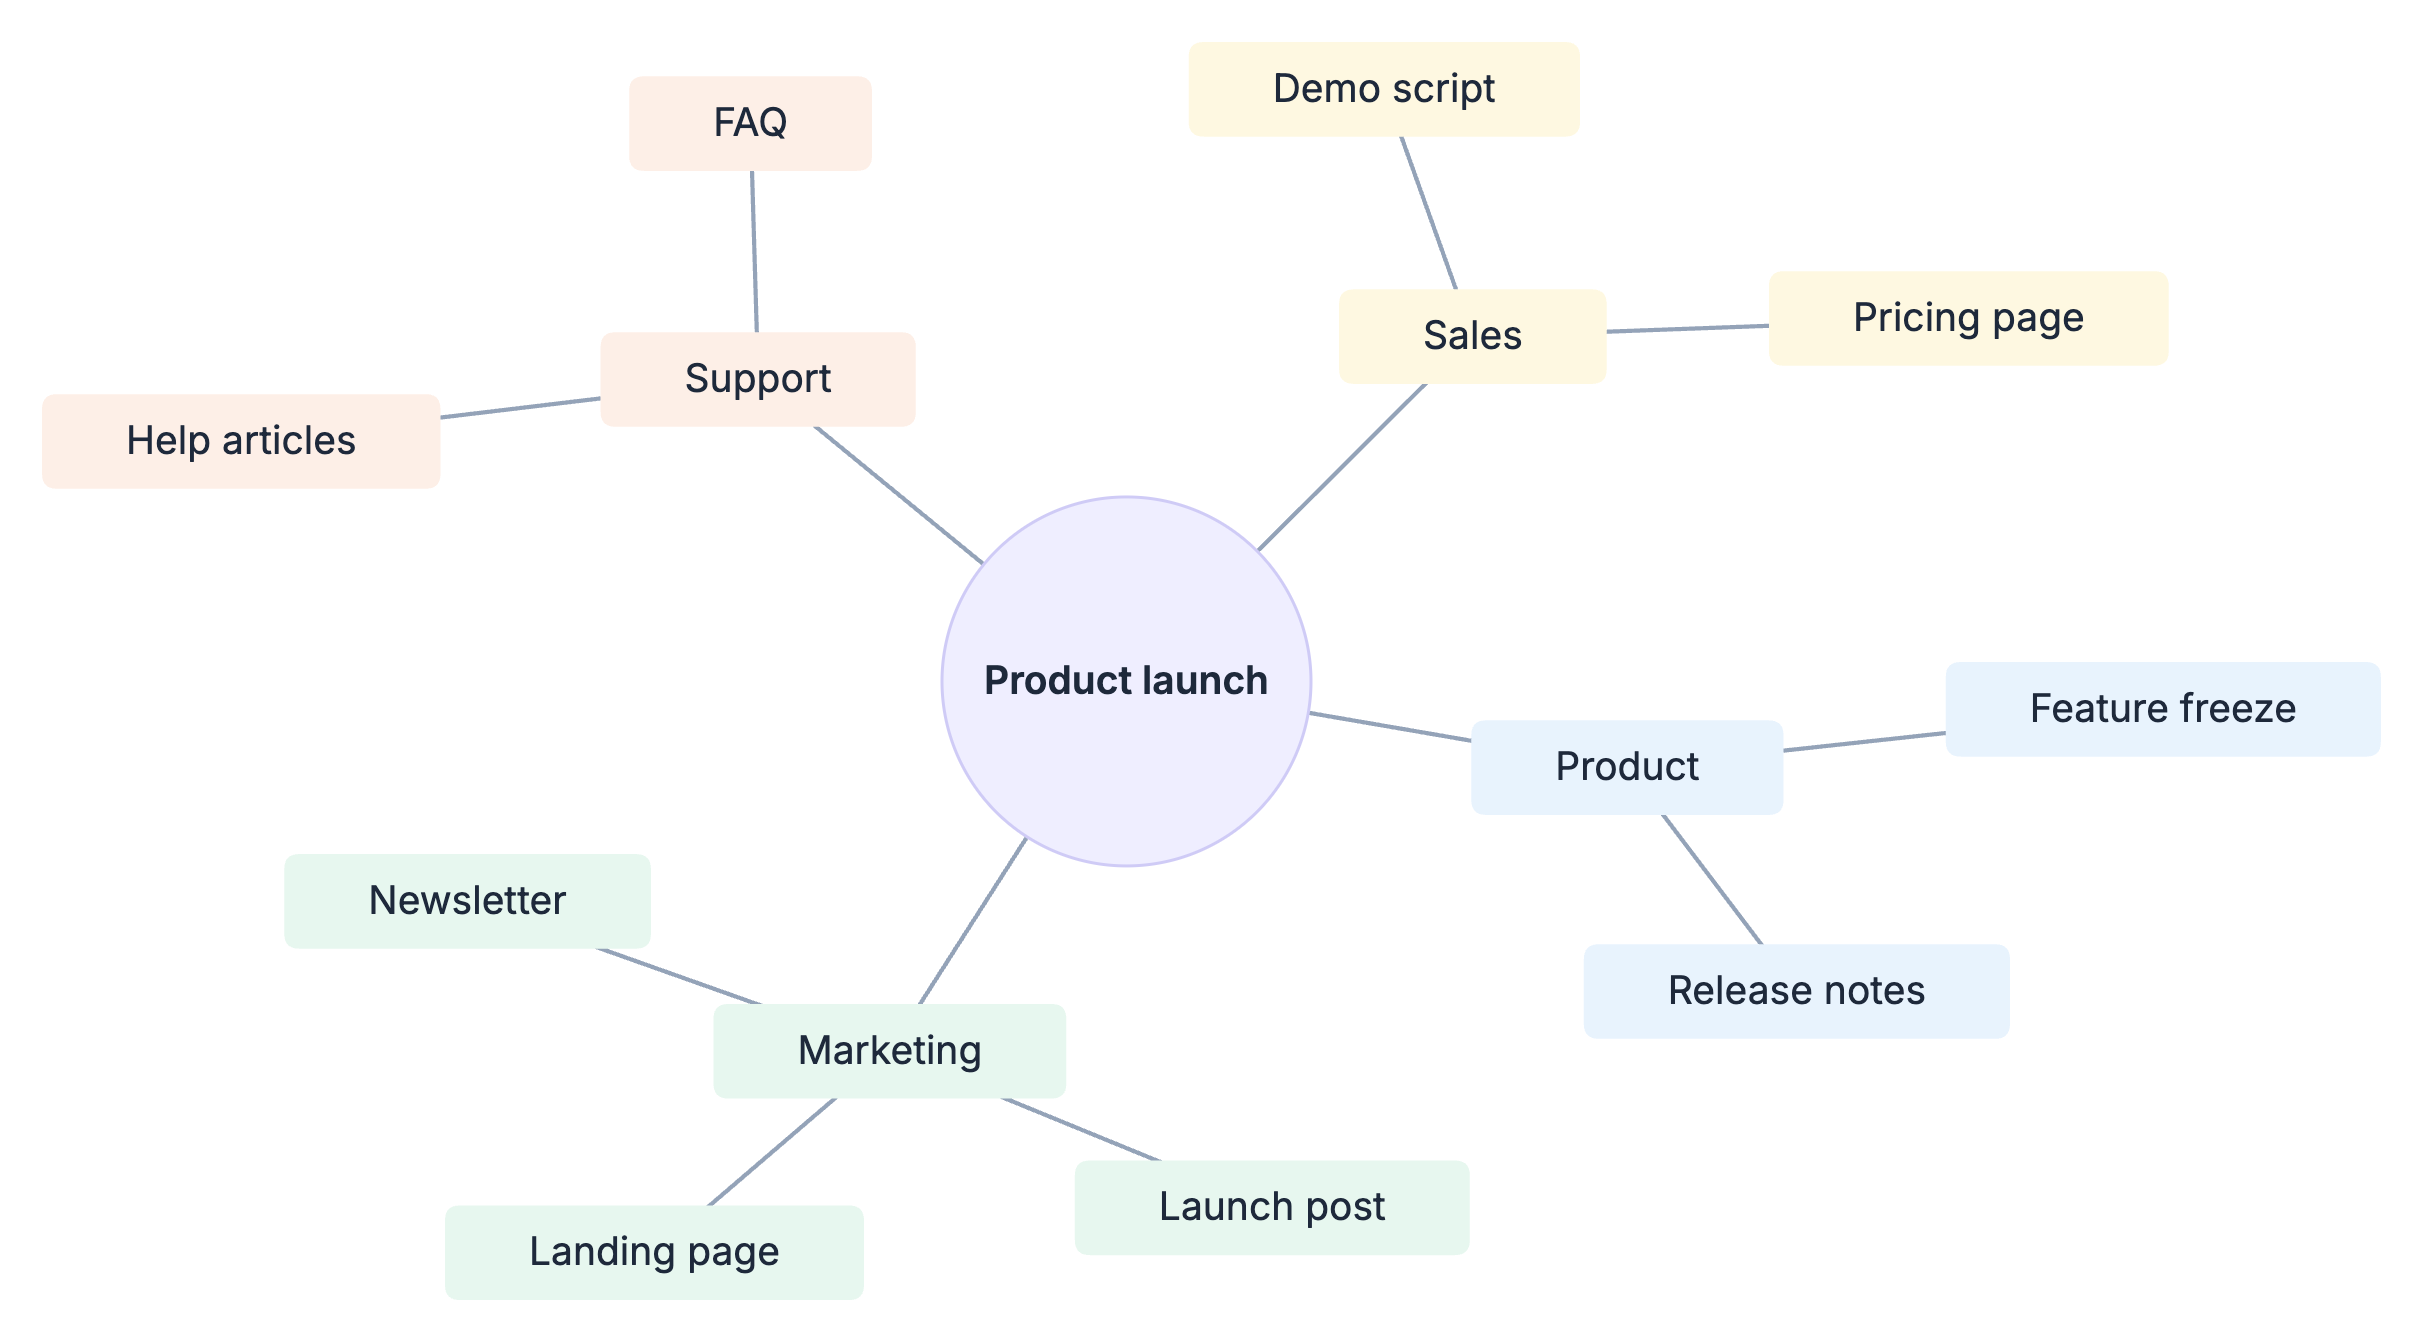 Demo script
FAQ
Pricing page
Sales
Support
Help articles
Product launch
Feature freeze
Product
Newsletter
Release notes
Marketing
Launch post
Landing page